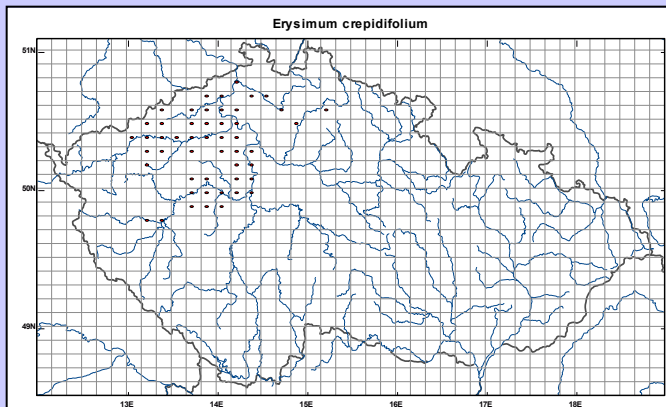 Erysimum crepidifolium
51N
50N
49N
13E 14E 15E 16E 17E 18E